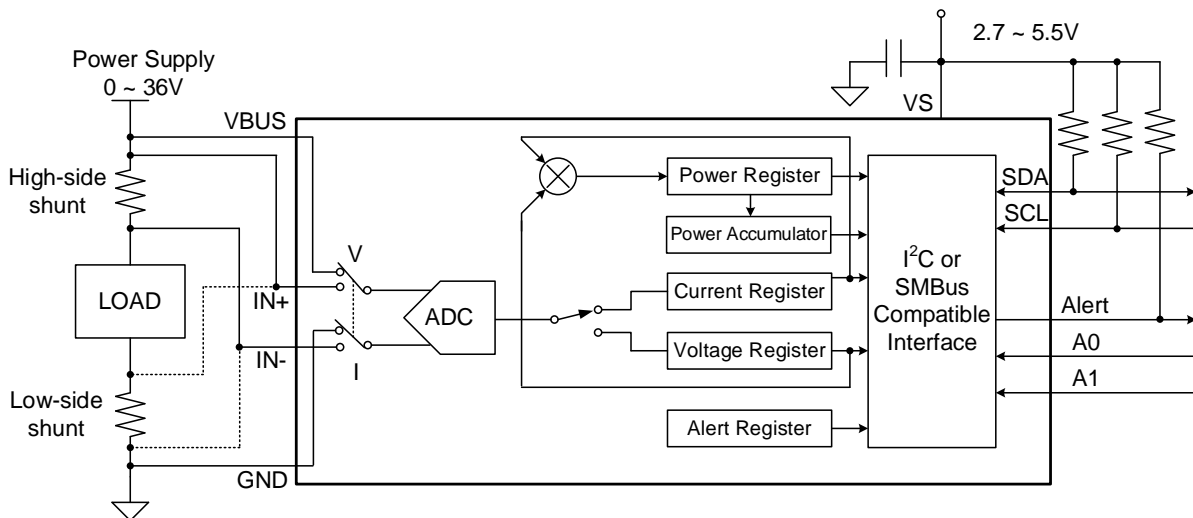 2.7 ~ 5.5V
Power Supply
0 ~ 36V
VS
VBUS
High-side
shunt
Power Register
SDA
SCL
Power Accumulator
V
I²C or
SMBus
Compatible
Interface
LOAD
IN+
ADC
Current Register
Alert
Voltage Register
A0
IN-
I
A1
Low-side
shunt
Alert Register
GND